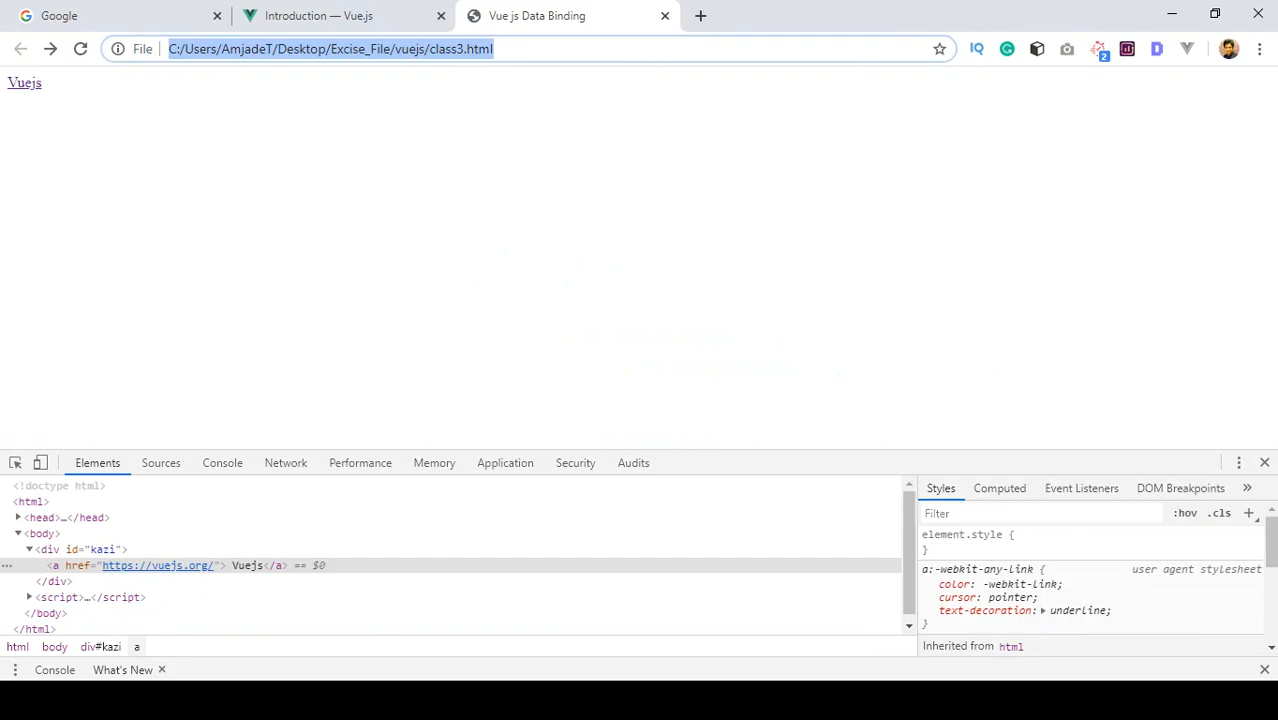 Google
Introduction — Vue.js
Vue js Data Binding
File
C:/Users/AmjadeT/Desktop/Excise_File/vuejs/class3.html
IQ
2
D
Vuejs
Elements
Sources
Console
Network
Performance
Memory
Application
Security
Audits
<!doctype html>
<html>
<head>…</head>
<body>
<div id="kazi">
<a href="https://vuejs.org/"> Vuejs</a> == $0
</div>
<script>…</script>
</body>
</html>
html body div#kazi a
Styles
Computed
Event Listeners
DOM Breakpoints
Filter
:hov .cls
element.style {
}
a:-webkit-any-link { user agent stylesheet
color: -webkit-link;
cursor: pointer;
text-decoration: underline;
}
Inherited from html
Console
What's New